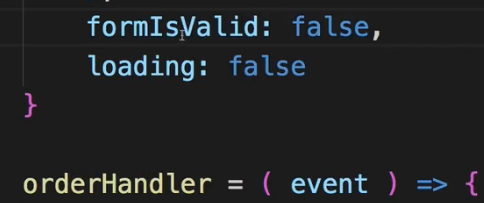 formIsValid: false,
loading: false
}
orderHandler = ( event ) => {